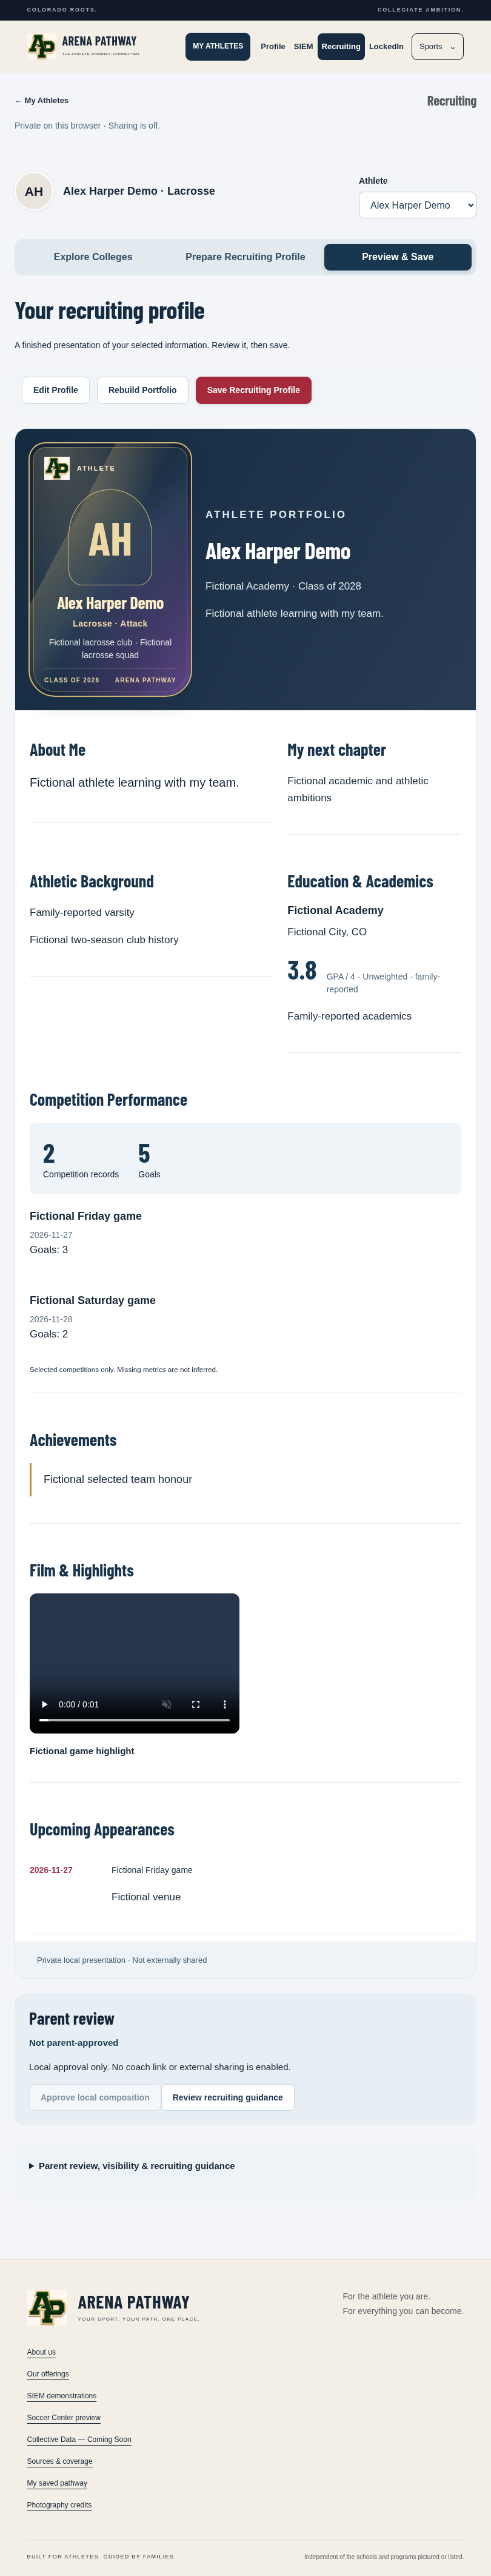 COLORADO ROOTS.
COLLEGIATE AMBITION.
AP
ARENA PATHWAY
THE ATHLETE JOURNEY, CONNECTED.
MY ATHLETES
Profile
SIEM
Recruiting
LockedIn
Sports
← My Athletes
Recruiting
Private on this browser · Sharing is off.
AH
Alex Harper Demo · Lacrosse
Athlete
Alex Harper Demo
Explore Colleges
Prepare Recruiting Profile
Preview & Save
Your recruiting profile
A finished presentation of your selected information. Review it, then save.
Edit Profile
Rebuild Portfolio
Save Recruiting Profile
AP
ATHLETE
AH
Alex Harper Demo
Lacrosse · Attack
Fictional lacrosse club · Fictional
lacrosse squad
CLASS OF 2028
ARENA PATHWAY
ATHLETE PORTFOLIO
Alex Harper Demo
Fictional Academy · Class of 2028
Fictional athlete learning with my team.
About Me
Fictional athlete learning with my team.
My next chapter
Fictional academic and athletic
ambitions
Athletic Background
Family-reported varsity
Fictional two-season club history
Education & Academics
Fictional Academy
Fictional City, CO
3.8
GPA / 4 · Unweighted · family-
reported
Family-reported academics
Competition Performance
2
Competition records
5
Goals
Fictional Friday game
2026-11-27
Goals: 3
Fictional Saturday game
2026-11-28
Goals: 2
Selected competitions only. Missing metrics are not inferred.
Achievements
Fictional selected team honour
Film & Highlights
0:00 / 0:01
Fictional game highlight
Upcoming Appearances
2026-11-27
Fictional Friday game
Fictional venue
Private local presentation · Not externally shared
Parent review
Not parent-approved
Local approval only. No coach link or external sharing is enabled.
Approve local composition
Review recruiting guidance
Parent review, visibility & recruiting guidance
AP
ARENA PATHWAY
YOUR SPORT. YOUR PATH. ONE PLACE.
For the athlete you are.
For everything you can become.
About us
Our offerings
SIEM demonstrations
Soccer Center preview
Collective Data — Coming Soon
Sources & coverage
My saved pathway
Photography credits
BUILT FOR ATHLETES. GUIDED BY FAMILIES.
Independent of the schools and programs pictured or listed.